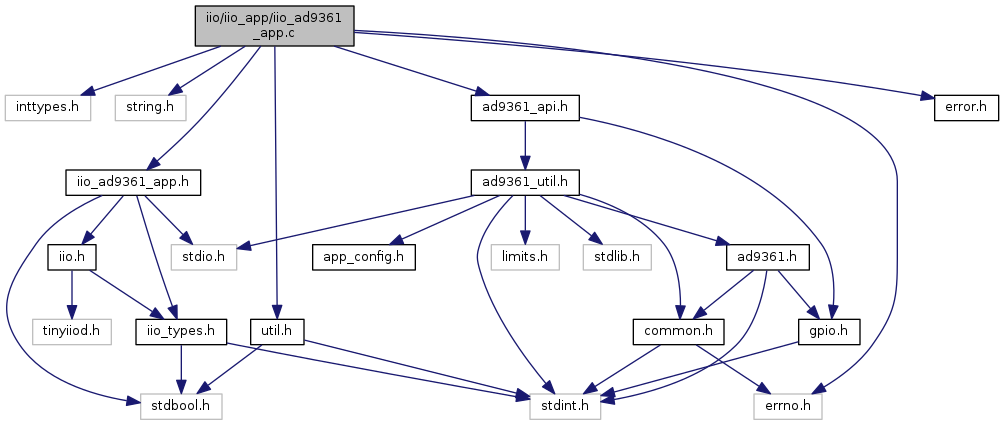 iio/iio_app/iio_ad9361
_app.c
inttypes.h
string.h
ad9361_api.h
error.h
iio_ad9361_app.h
ad9361_util.h
iio.h
stdio.h
app_config.h
limits.h
stdlib.h
ad9361.h
tinyiiod.h
iio_types.h
util.h
common.h
gpio.h
stdbool.h
stdint.h
errno.h